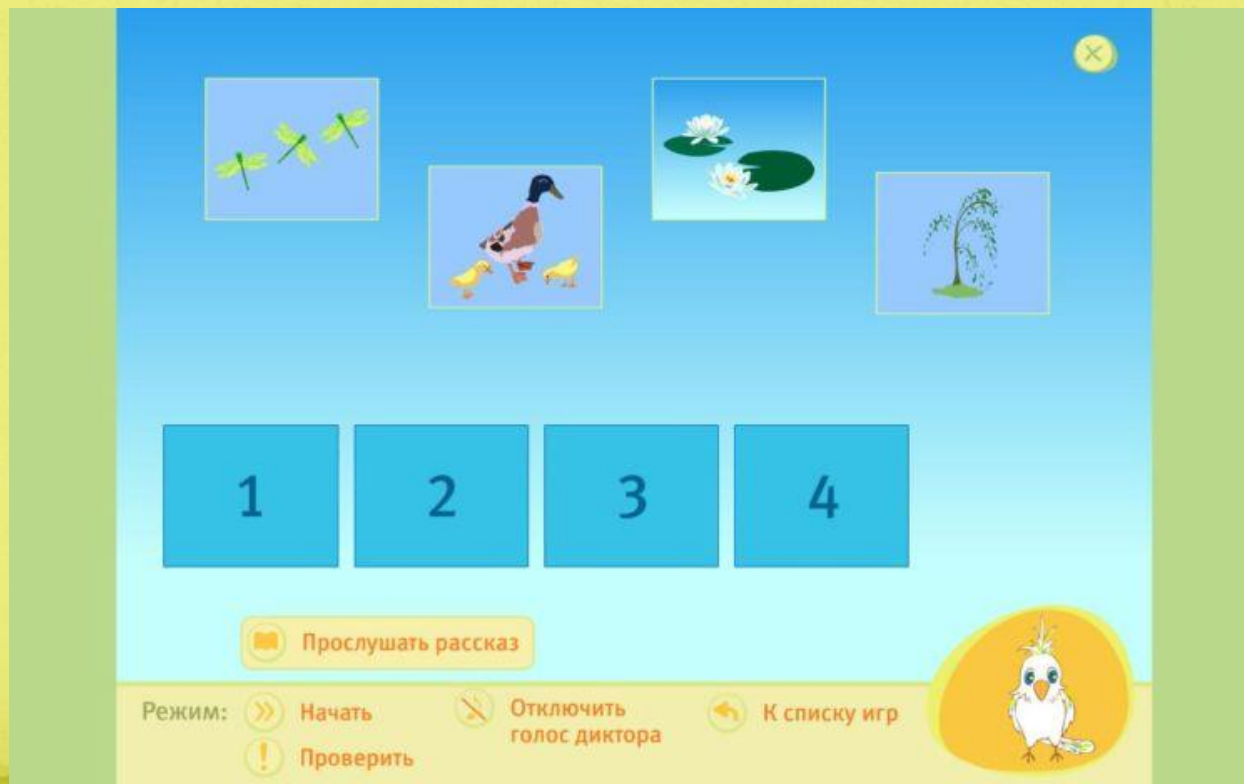 1 2 3 4
Прослушать рассказ
Режим: Начать
Отключить
голос диктора
К списку игр
! Проверить